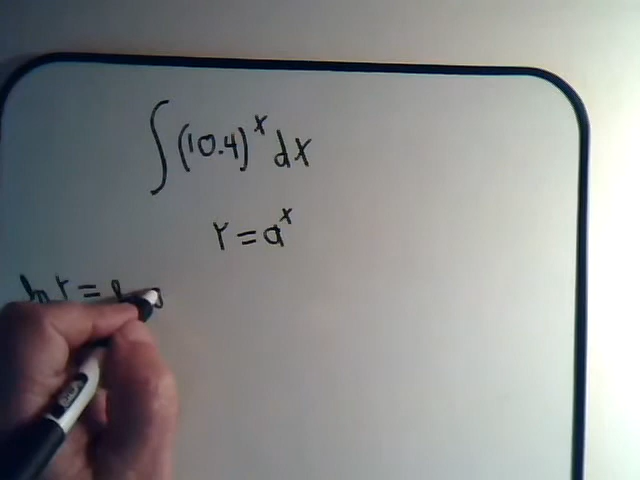 ∫(10.4)^x dx
Y = a^x
ln Y =